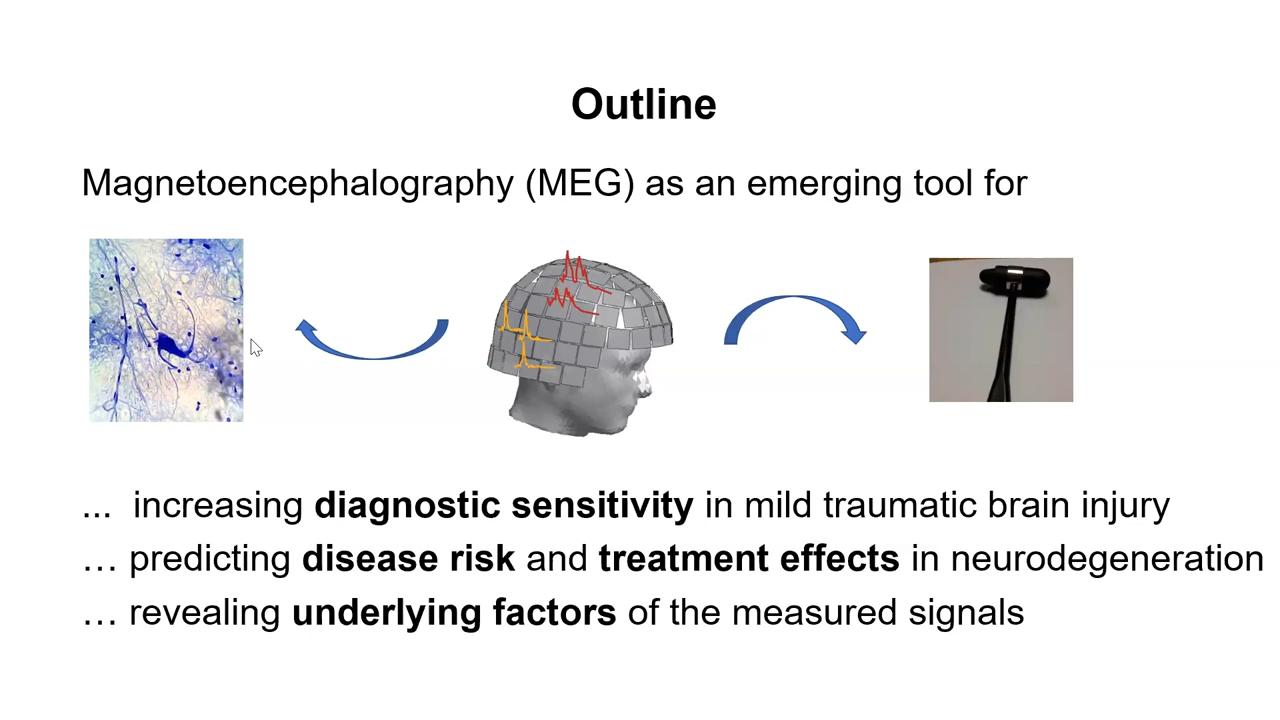 Outline
Magnetoencephalography (MEG) as an emerging tool for
... increasing diagnostic sensitivity in mild traumatic brain injury
… predicting disease risk and treatment effects in neurodegeneration
… revealing underlying factors of the measured signals